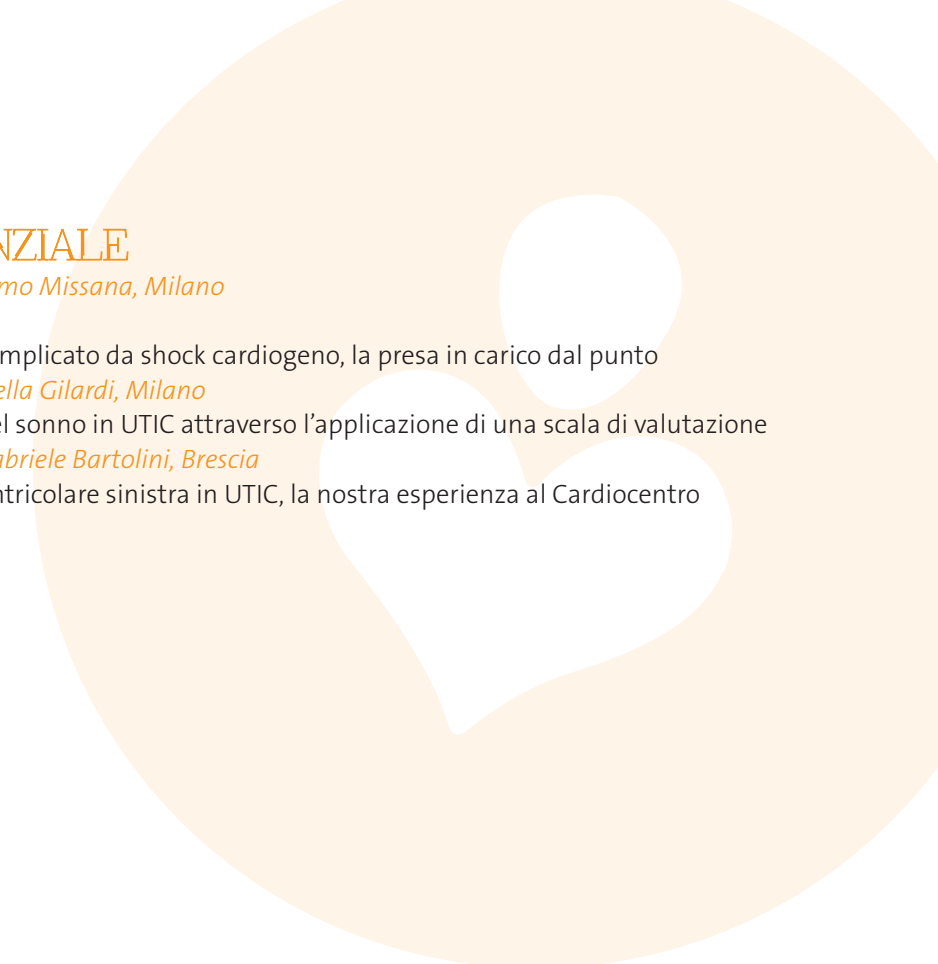 NZIALE
mo Missana, Milano
mplicato da shock cardiogeno, la presa in carico dal punto
ella Gilardi, Milano
el sonno in UTIC attraverso l’applicazione di una scala di valutazione
abriele Bartolini, Brescia
ntricolare sinistra in UTIC, la nostra esperienza al Cardiocentro